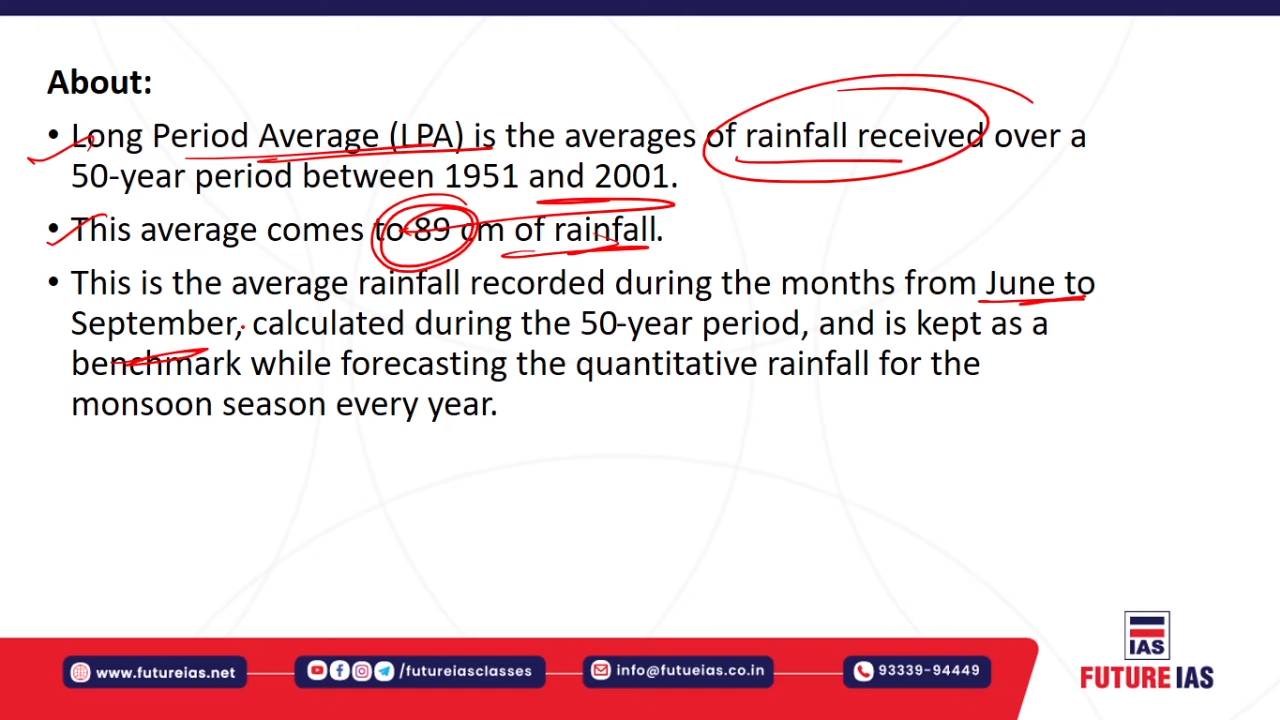 About:
• Long Period Average (LPA) is the averages of rainfall received over a
50-year period between 1951 and 2001.
• This average comes to 89 cm of rainfall.
• This is the average rainfall recorded during the months from June to
September, calculated during the 50-year period, and is kept as a
benchmark while forecasting the quantitative rainfall for the
monsoon season every year.
IAS
www.futureias.net
/futureiasclasses
info@futueias.co.in
93339-94449
FUTURE IAS